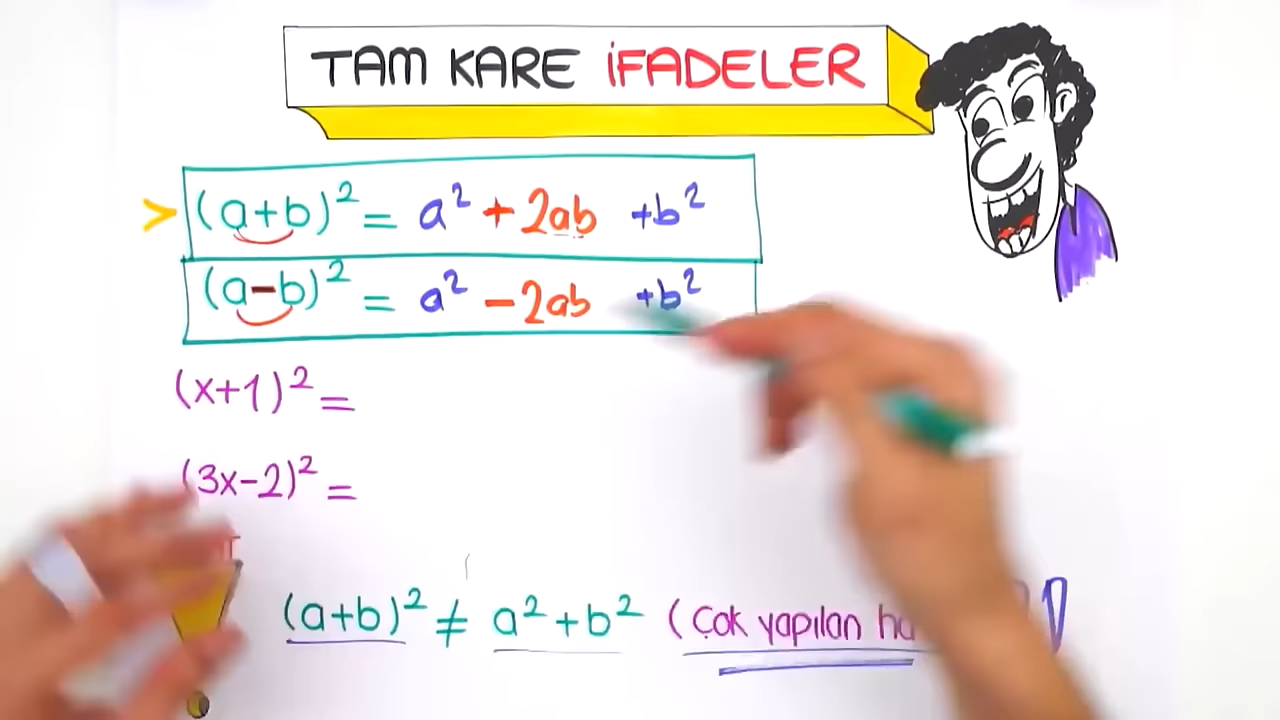 TAM KARE İFADELER
> (a+b)² = a² + 2ab +b²
(a-b)² = a² - 2ab +b²
(x+1)² =
(3x-2)² =
(a+b)² ≠ a² + b² (Çok yapılan